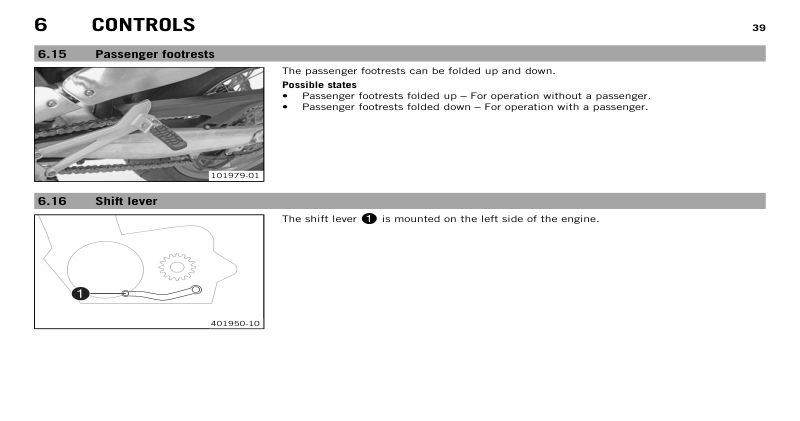 6 CONTROLS 39
6.15 Passenger footrests
The passenger footrests can be folded up and down.
Possible states
• Passenger footrests folded up – For operation without a passenger.
• Passenger footrests folded down – For operation with a passenger.
101979-01
6.16 Shift lever
The shift lever 1 is mounted on the left side of the engine.
1
401950-10